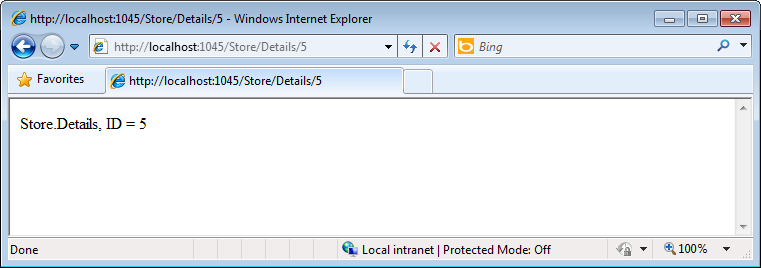 http://localhost:1045/Store/Details/5 - Windows Internet Explorer
http://localhost:1045/Store/Details/5
Bing
Favorites
http://localhost:1045/Store/Details/5
Store.Details, ID = 5
Done
Local intranet | Protected Mode: Off
100%